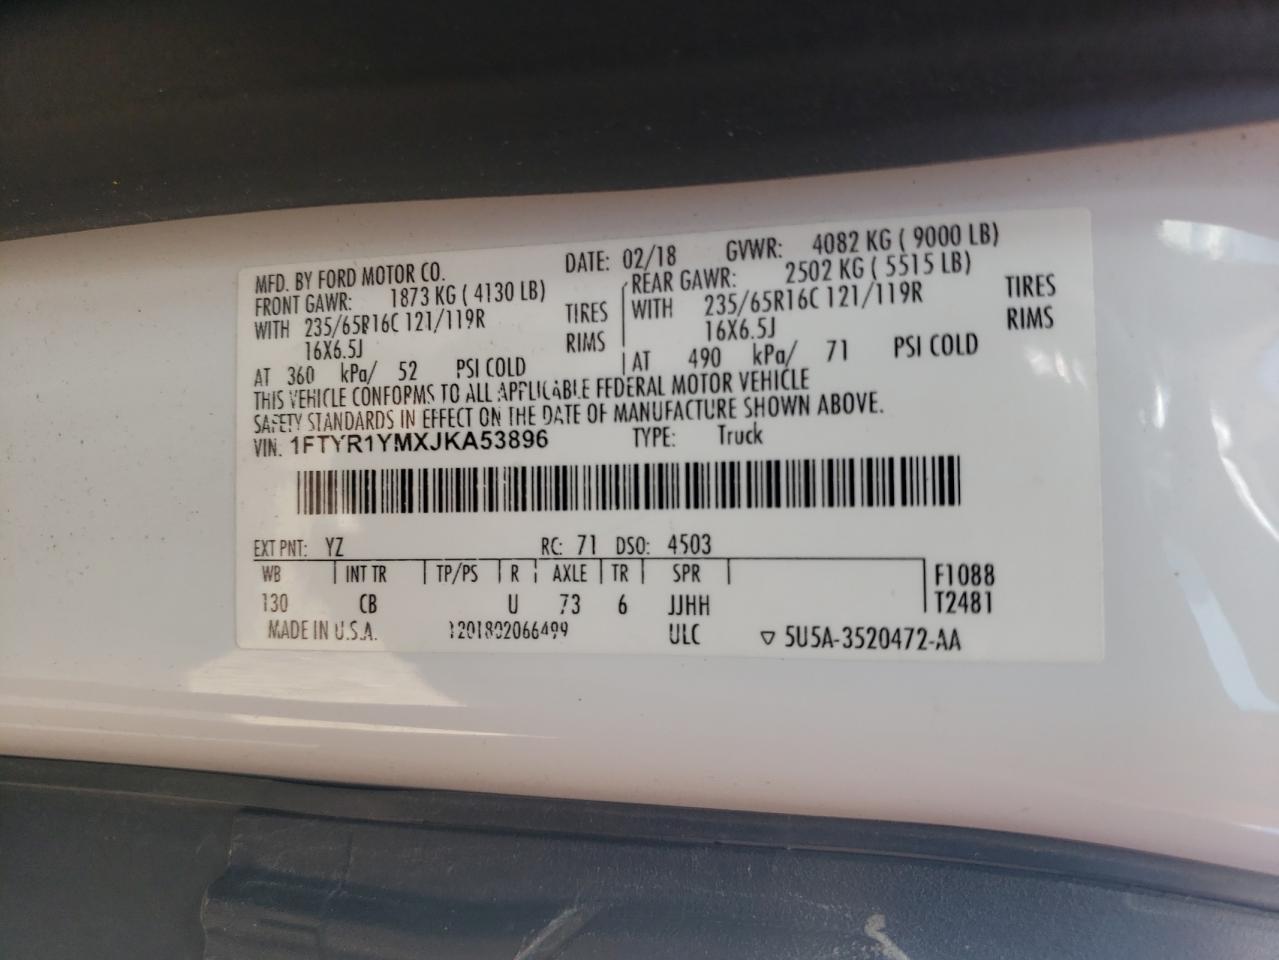 MFD. BY FORD MOTOR CO. DATE: 02/18 GVWR: 4082 KG ( 9000 LB)
FRONT GAWR: 1873 KG ( 4130 LB) REAR GAWR: 2502 KG ( 5515 LB)
WITH 235/65R16C 121/119R TIRES WITH 235/65R16C 121/119R TIRES
16X6.5J RIMS 16X6.5J RIMS
AT 360 kPa/ 52 PSI COLD AT 490 kPa/ 71 PSI COLD
THIS VEHICLE CONFORMS TO ALL APPLICABLE FEDERAL MOTOR VEHICLE
SAFETY STANDARDS IN EFFECT ON THE DATE OF MANUFACTURE SHOWN ABOVE.
VIN: 1FTYR1YMXJKA53896 TYPE: Truck
EXT PNT: YZ RC: 71 DSO: 4503
WB INT TR TP/PS R AXLE TR SPR F1088
130 CB U 73 6 JJHH T2481
MADE IN U.S.A. 1201802066499 ULC ▽ 5U5A-3520472-AA